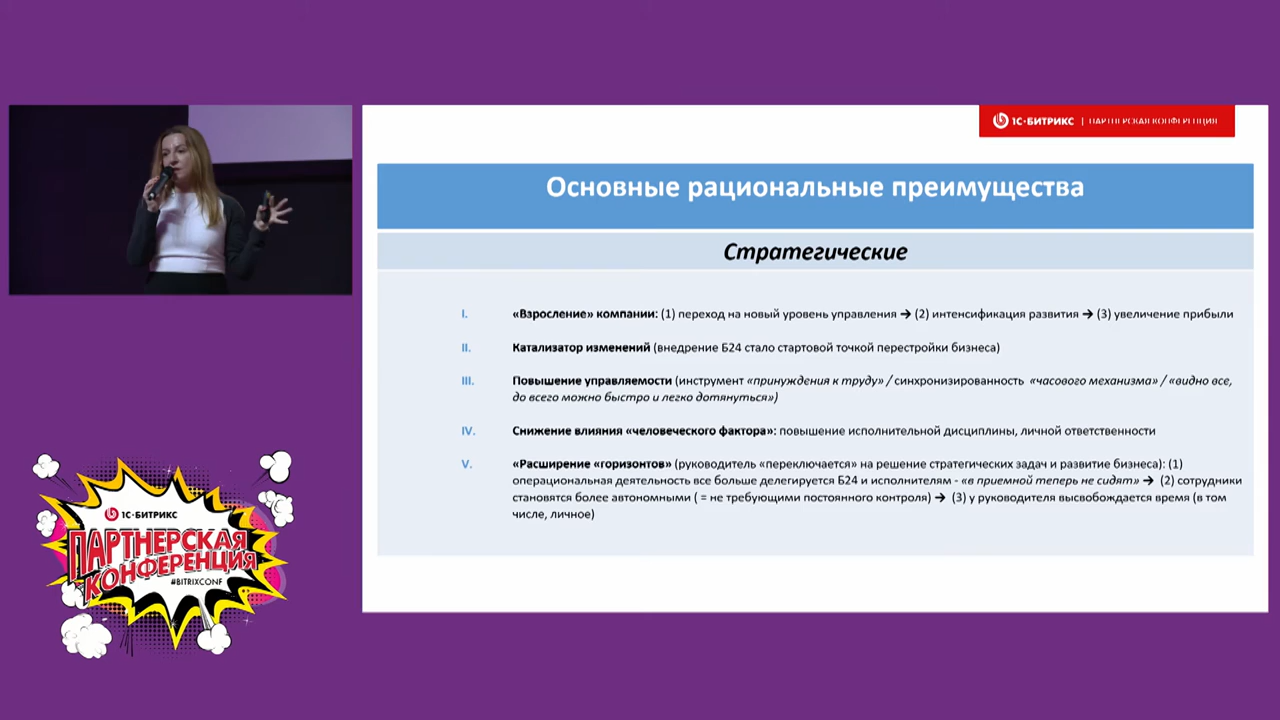 1С-БИТРИКС | ПАРТНЕРСКАЯ КОНФЕРЕНЦИЯ
Основные рациональные преимущества
Стратегические
I. «Взросление» компании: (1) переход на новый уровень управления → (2) интенсификация развития → (3) увеличение прибыли
II. Катализатор изменений (внедрение Б24 стало стартовой точкой перестройки бизнеса)
III. Повышение управляемости (инструмент «принуждения к труду» / синхронизированность «часового механизма» / «видно все,
до всего можно быстро и легко дотянуться»)
IV. Снижение влияния «человеческого фактора»: повышение исполнительной дисциплины, личной ответственности
V. «Расширение «горизонтов» (руководитель «переключается» на решение стратегических задач и развитие бизнеса): (1)
операциональная деятельность все больше делегируется Б24 и исполнителям - «в приемной теперь не сидят» → (2) сотрудники
становятся более автономными ( = не требующими постоянного контроля) → (3) у руководителя высвобождается время (в том
числе, личное)
1С-БИТРИКС
ПАРТНЕРСКАЯ
КОНФЕРЕНЦИЯ
#BITRIXCONF